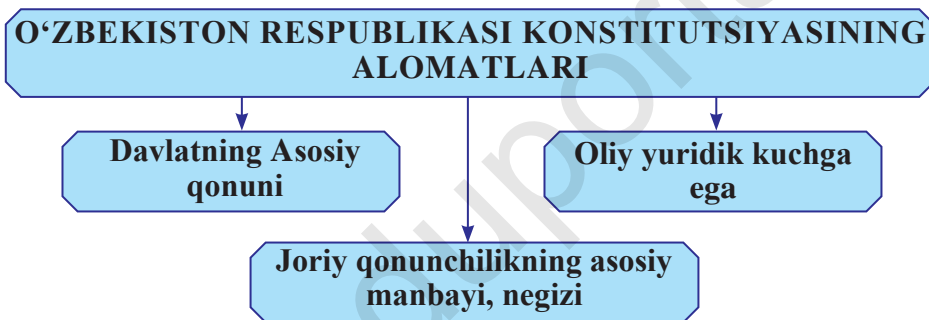 O‘ZBEKISTON RESPUBLIKASI KONSTITUTSIYASINING
ALOMATLARI
Davlatning Asosiy
qonuni
Oliy yuridik kuchga
ega
Joriy qonunchilikning asosiy
manbayi, negizi